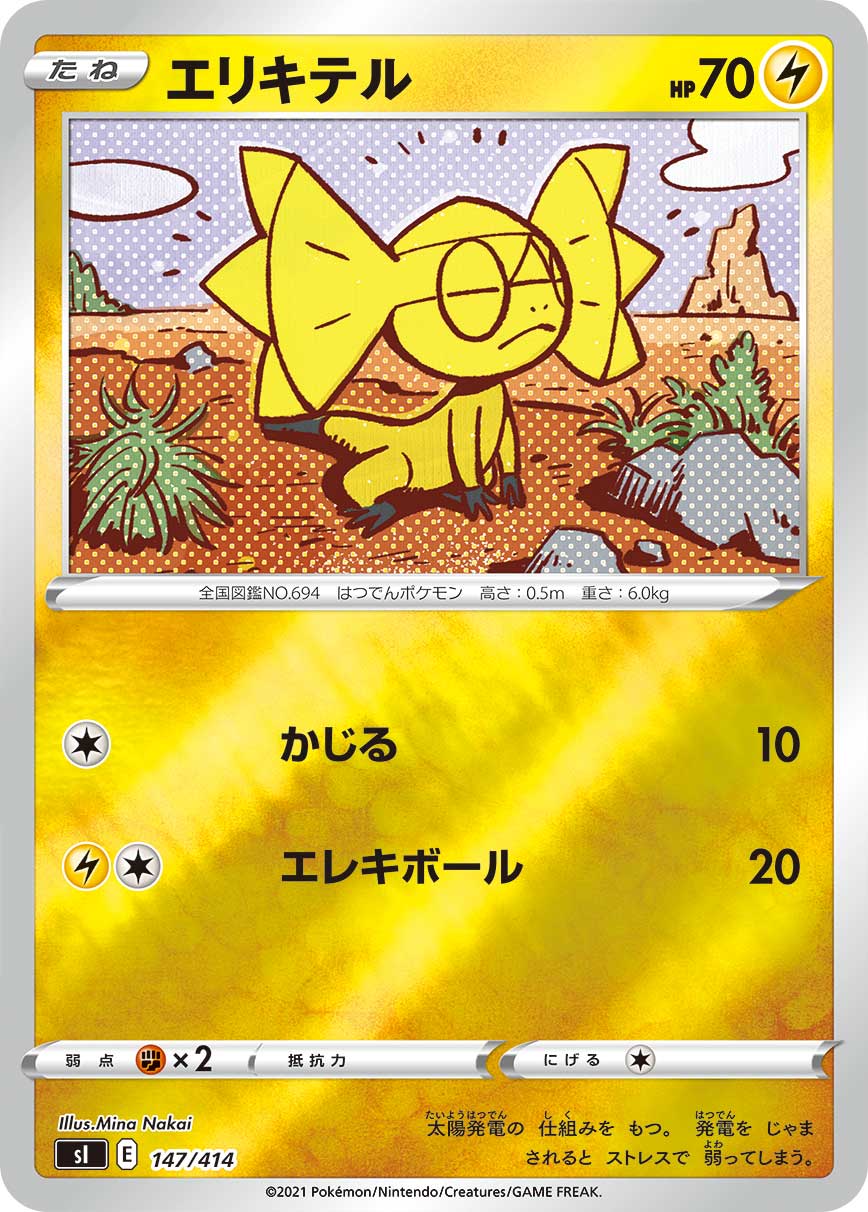 たね エリキテル HP70
全国図鑑NO.694 はつでんポケモン 高さ：0.5m 重さ：6.0kg
かじる 10
エレキボール 20
弱点 ×2 抵抗力 にげる
Illus.Mina Nakai
sI E 147/414
太陽発電の 仕組みを もつ。 発電を じゃま
されると ストレスで 弱ってしまう。
©2021 Pokémon/Nintendo/Creatures/GAME FREAK.